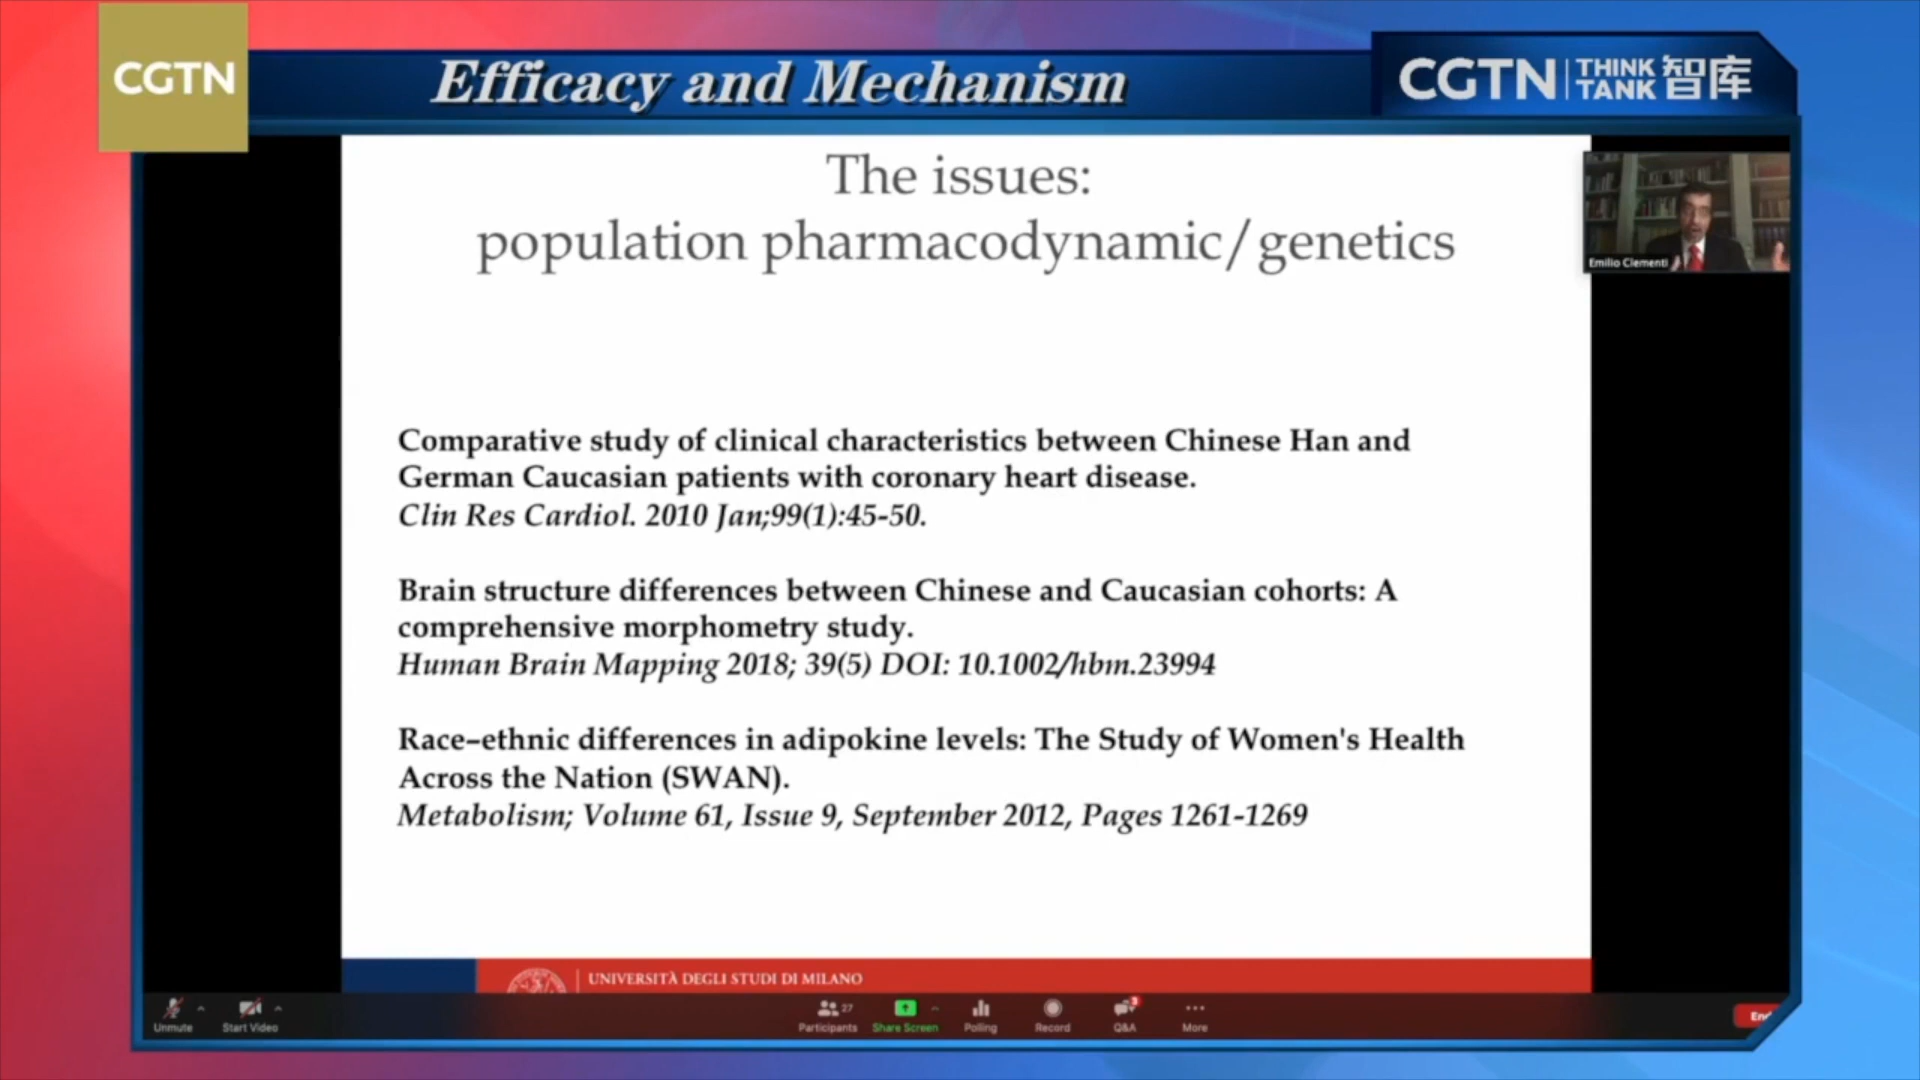 CGTN
Efficacy and Mechanism
CGTN THINK TANK 智库
The issues:
population pharmacodynamic/genetics
Emilio Clementi
Comparative study of clinical characteristics between Chinese Han and
German Caucasian patients with coronary heart disease.
Clin Res Cardiol. 2010 Jan;99(1):45-50.
Brain structure differences between Chinese and Caucasian cohorts: A
comprehensive morphometry study.
Human Brain Mapping 2018; 39(5) DOI: 10.1002/hbm.23994
Race–ethnic differences in adipokine levels: The Study of Women's Health
Across the Nation (SWAN).
Metabolism; Volume 61, Issue 9, September 2012, Pages 1261-1269
UNIVERSITÀ DEGLI STUDI DI MILANO
27
3
Unmute Start Video Participants Share Screen Polling Record Q&A More